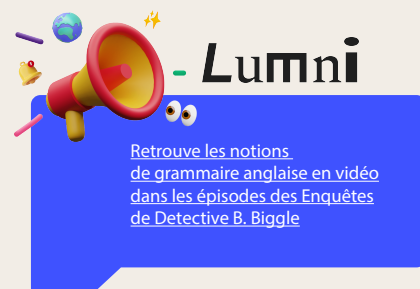 Lumni
Retrouve les notions
de grammaire anglaise en vidéo
dans les épisodes des Enquêtes
de Detective B. Biggle